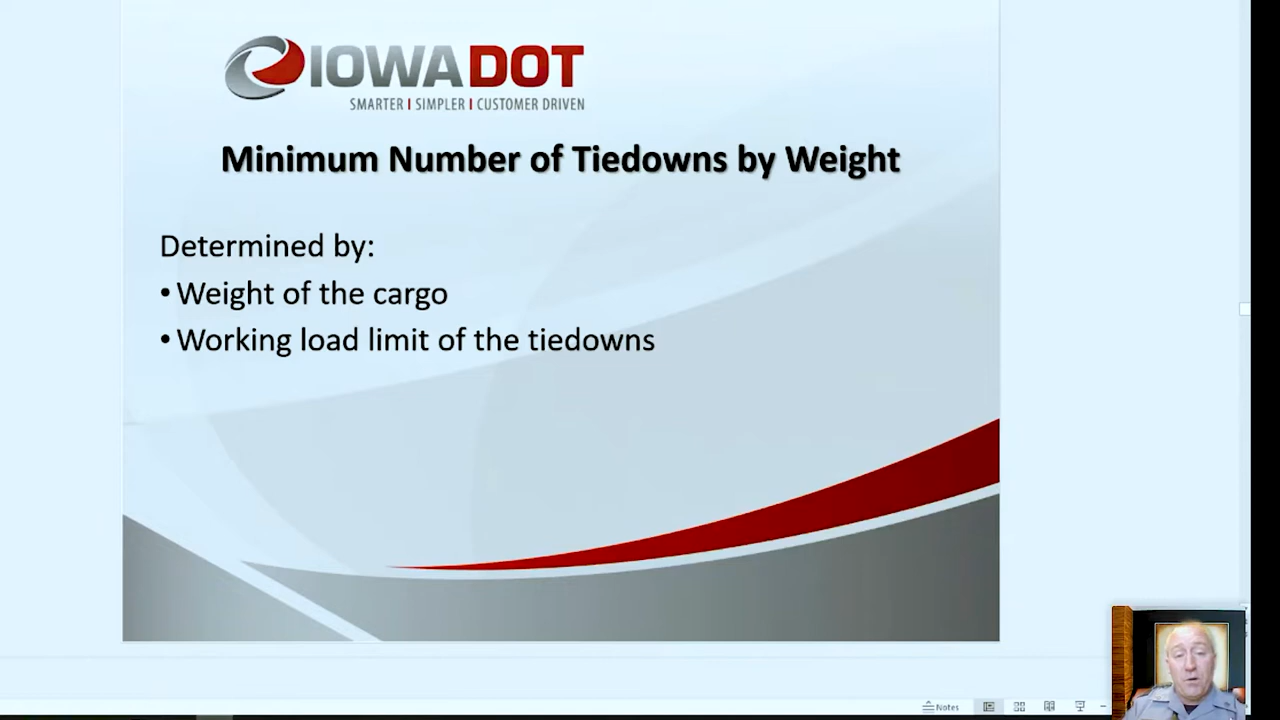 IOWADOT
SMARTER | SIMPLER | CUSTOMER DRIVEN
Minimum Number of Tiedowns by Weight
Determined by:
• Weight of the cargo
• Working load limit of the tiedowns
Notes